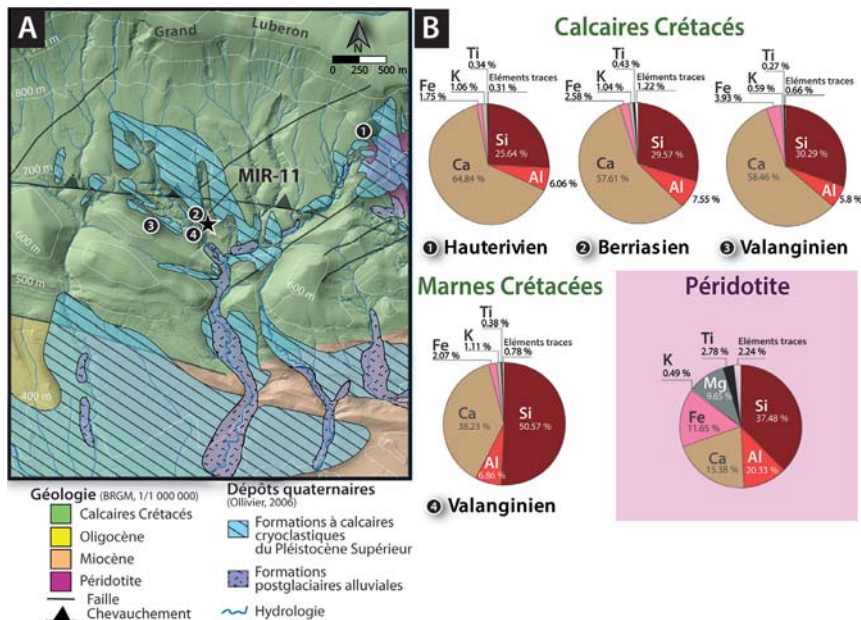 A
Grand Luberon
N
0 250 500 m
800 m
700 m
MIR-11
600 m
500 m
600 m
400 m
1
2
3
4
Géologie (BRGM, 1/1 000 000)
Calcaires Crétacés
Oligocène
Miocène
Péridotite
Faille
Chevauchement
Dépôts quaternaires
(Ollivier, 2006)
Formations à calcaires
cryoclastiques
du Pléistocène Supérieur
Formations
postglaciaires alluviales
Hydrologie
B
Calcaires Crétacés
Ti
0.34 %
K
1.06 %
Fe
1.75 %
Eléments traces
0.31 %
Si
25.64 %
Al
6.06 %
Ca
64.84 %
1 Hauterivien
Ti
0.43 %
K
1.04 %
Fe
2.58 %
Eléments traces
1.22 %
Si
29.57 %
Al
7.55 %
Ca
57.61 %
2 Berriasien
Ti
0.27 %
K
0.59 %
Fe
3.93 %
Eléments traces
0.66 %
Si
30.29 %
Al
5.8 %
Ca
58.46 %
3 Valanginien
Marnes Crétacées
Ti
0.38 %
K
1.11 %
Fe
2.07 %
Eléments traces
0.78 %
Si
50.57 %
Al
6.86 %
Ca
38.23 %
4 Valanginien
Péridotite
Ti
2.78 %
2.24 %
Eléments traces
K
0.49 %
Mg
9.65 %
Si
37.48 %
Fe
11.65 %
Ca
15.38 %
Al
20.33 %